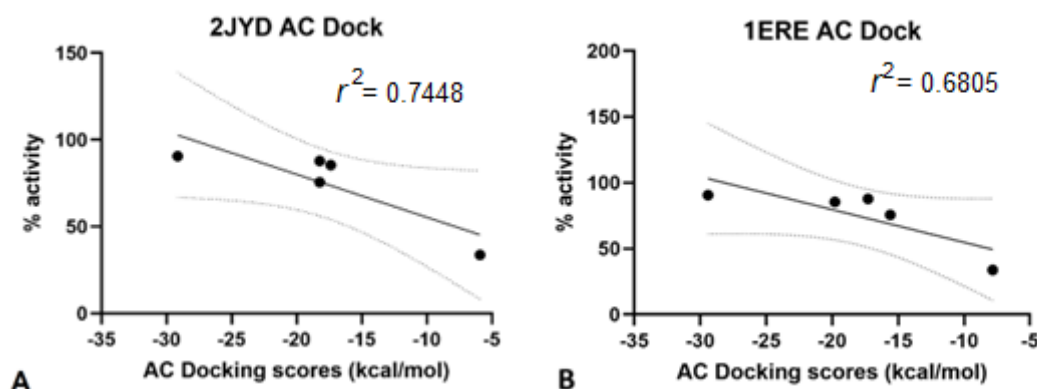 2JYD AC Dock
r² = 0.7448
150
100
50
0
% activity
-35 -30 -25 -20 -15 -10 -5
AC Docking scores (kcal/mol)
A
1ERE AC Dock
r² = 0.6805
200
150
100
50
0
% activity
-35 -30 -25 -20 -15 -10 -5
AC Docking scores (kcal/mol)
B